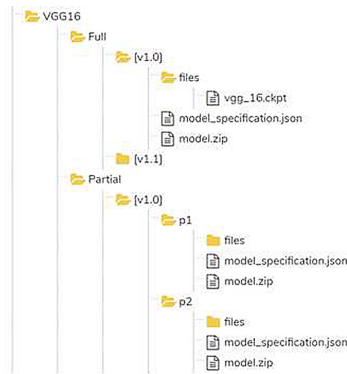 VGG16
Full
[v1.0]
files
vgg_16.ckpt
model_specification.json
model.zip
[v1.1]
Partial
[v1.0]
p1
files
model_specification.json
model.zip
p2
files
model_specification.json
model.zip